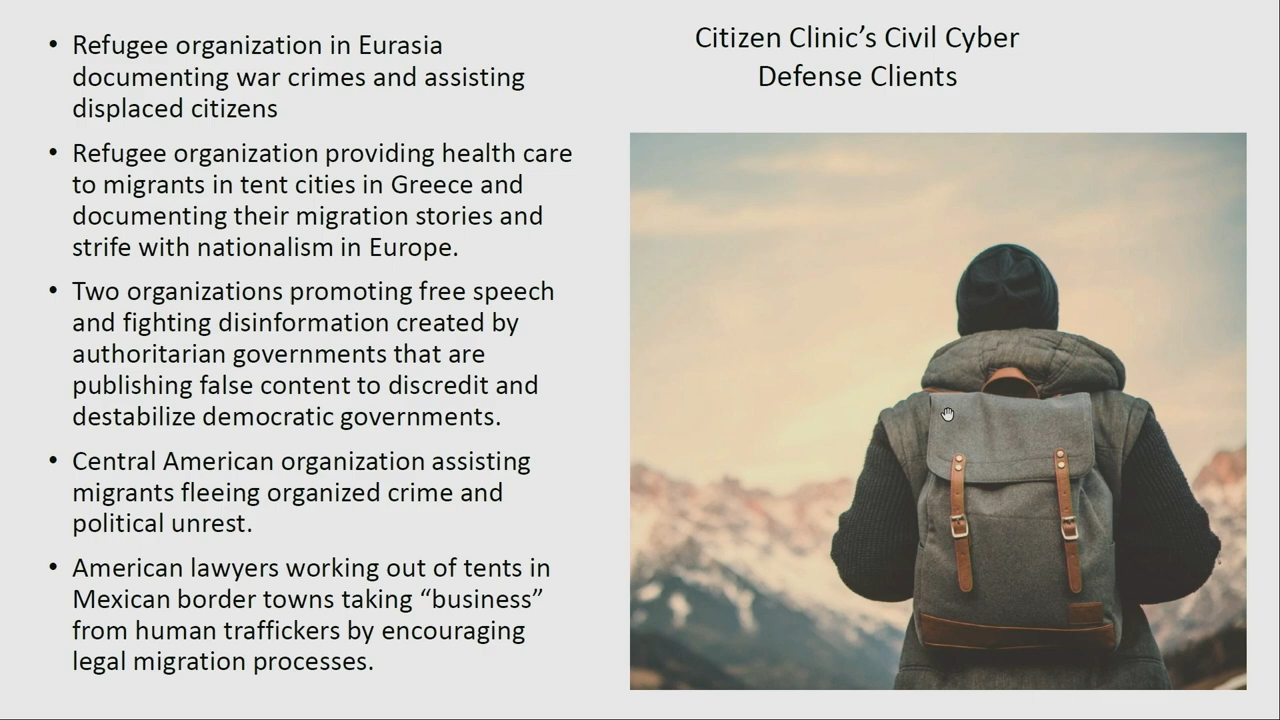 Citizen Clinic’s Civil Cyber
Defense Clients
• Refugee organization in Eurasia
documenting war crimes and assisting
displaced citizens
• Refugee organization providing health care
to migrants in tent cities in Greece and
documenting their migration stories and
strife with nationalism in Europe.
• Two organizations promoting free speech
and fighting disinformation created by
authoritarian governments that are
publishing false content to discredit and
destabilize democratic governments.
• Central American organization assisting
migrants fleeing organized crime and
political unrest.
• American lawyers working out of tents in
Mexican border towns taking “business”
from human traffickers by encouraging
legal migration processes.